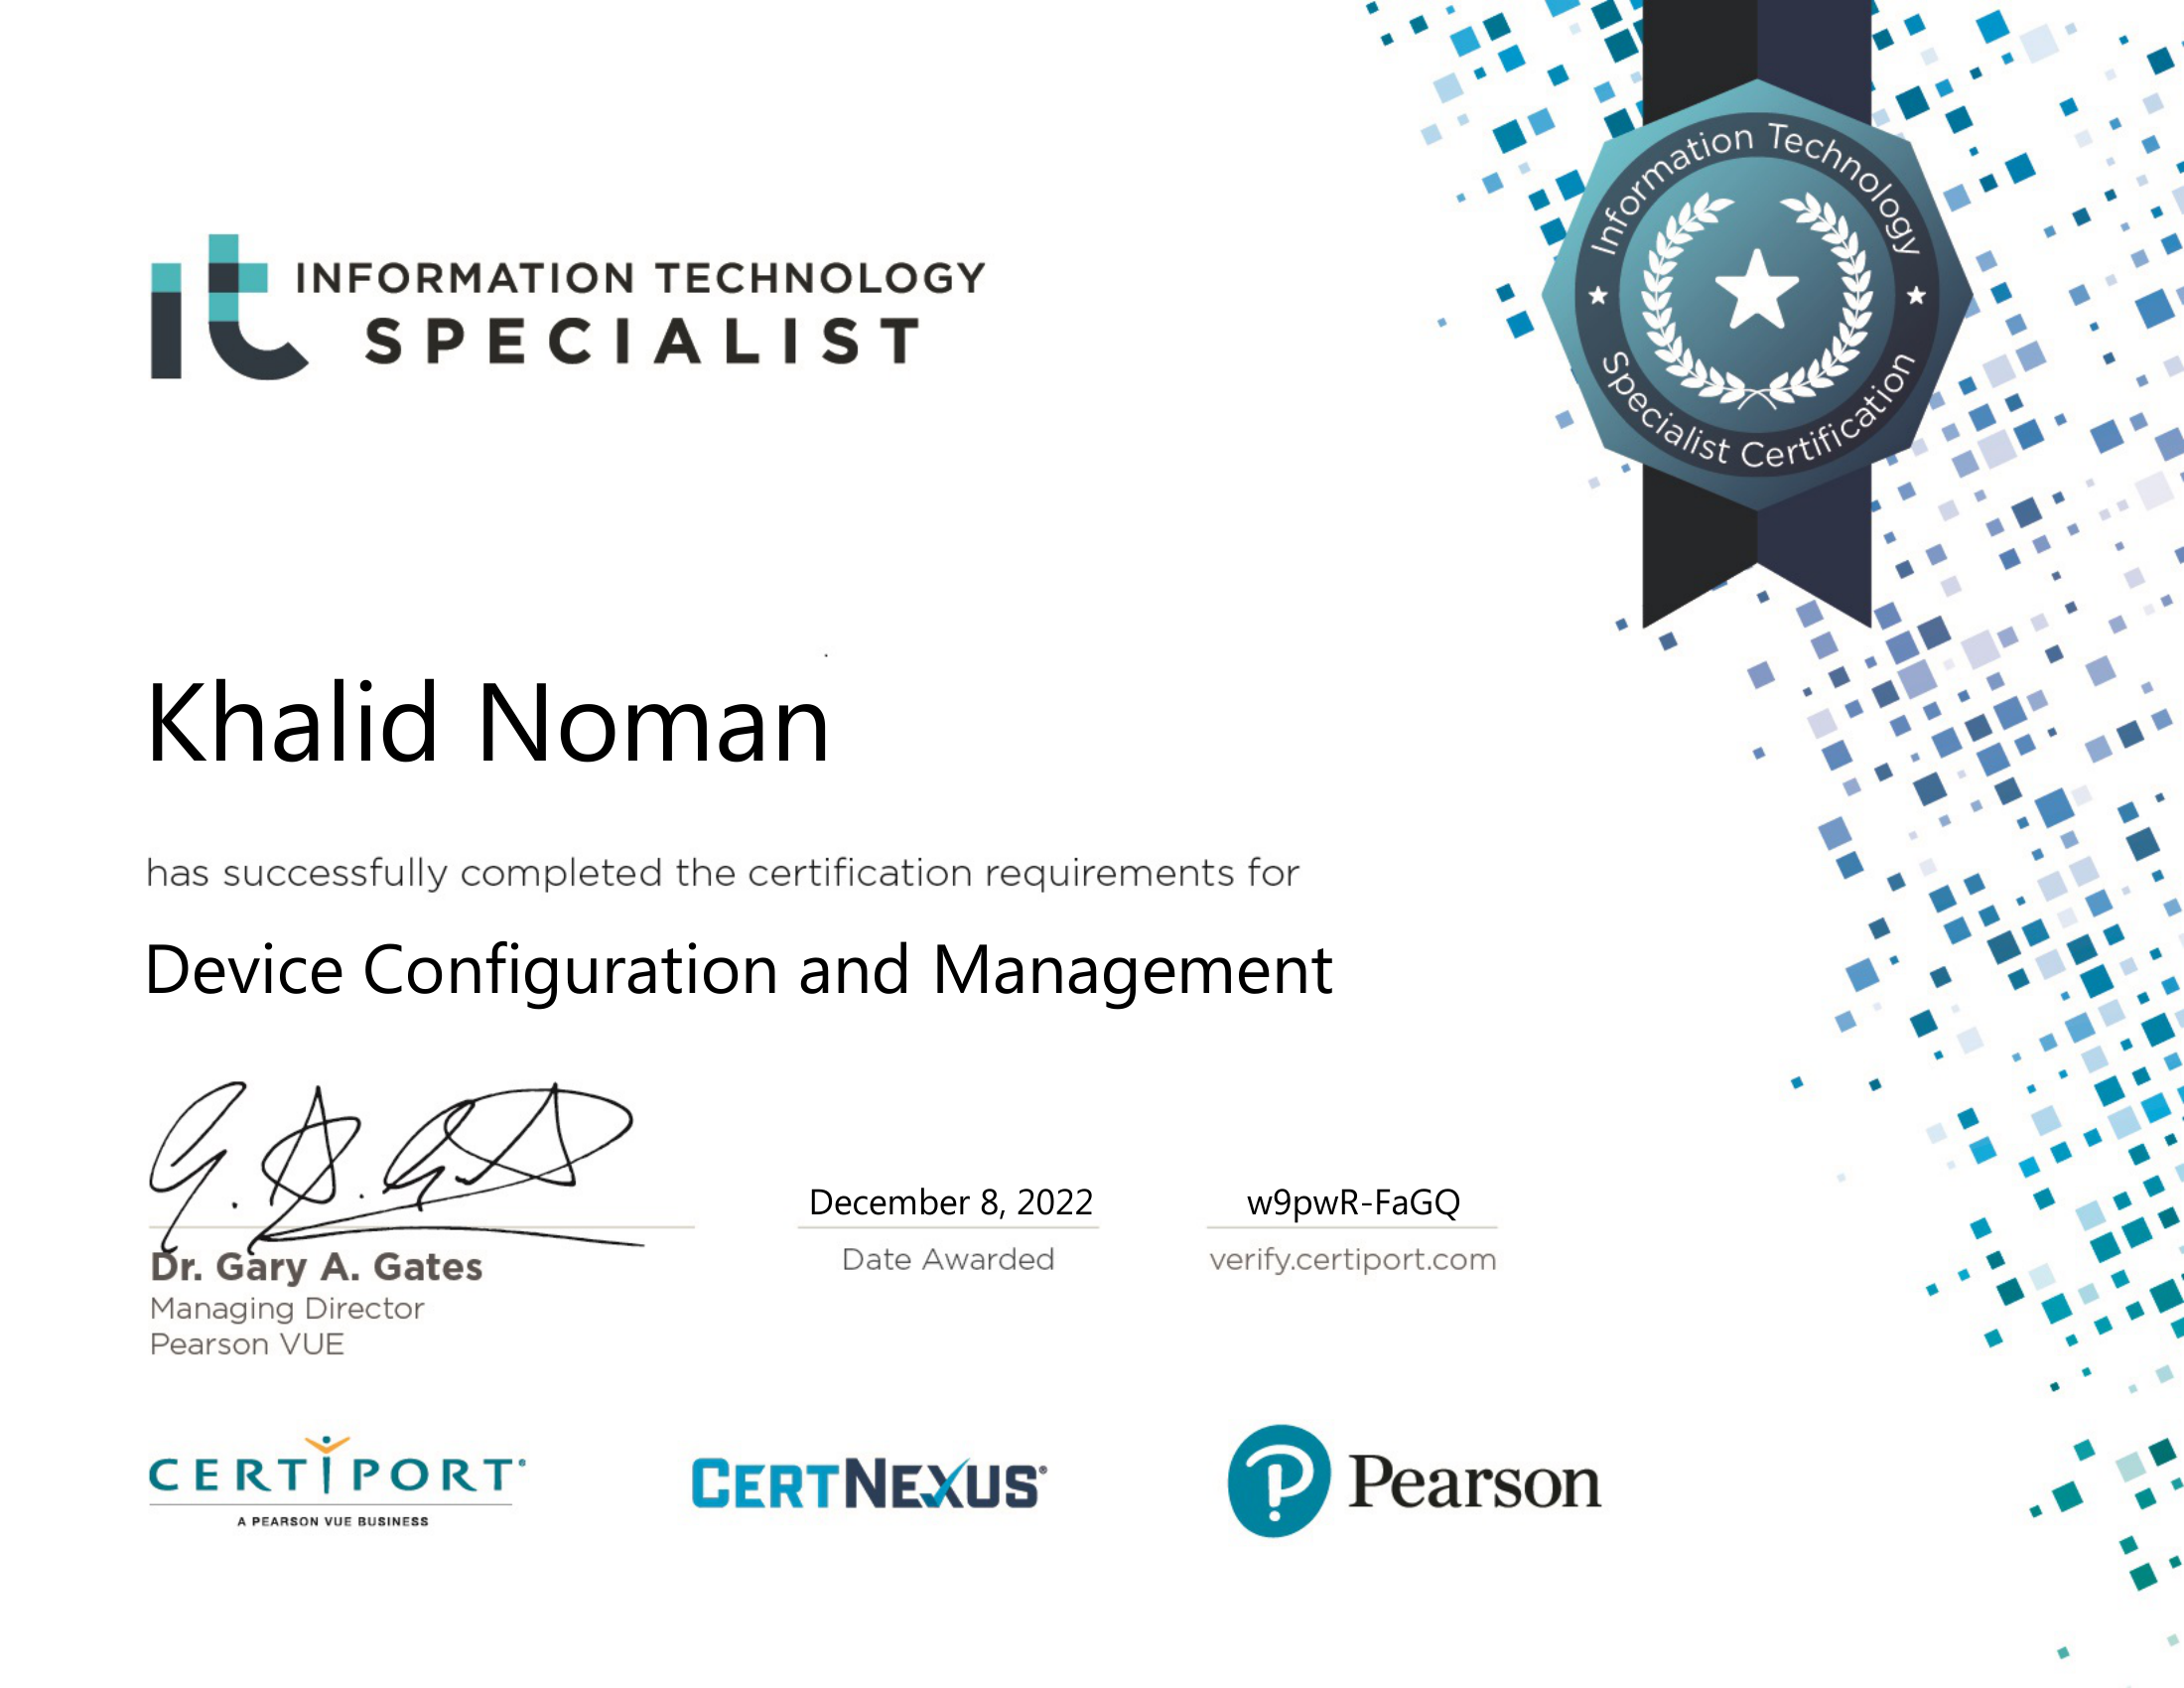 it INFORMATION TECHNOLOGY
SPECIALIST
Information Technology
Specialist Certification
Khalid Noman
has successfully completed the certification requirements for
Device Configuration and Management
Dr. Gary A. Gates
Managing Director
Pearson VUE
December 8, 2022
Date Awarded
w9pwR-FaGQ
verify.certiport.com
CERTIPORT®
A PEARSON VUE BUSINESS
CERTNEXUS®
P Pearson